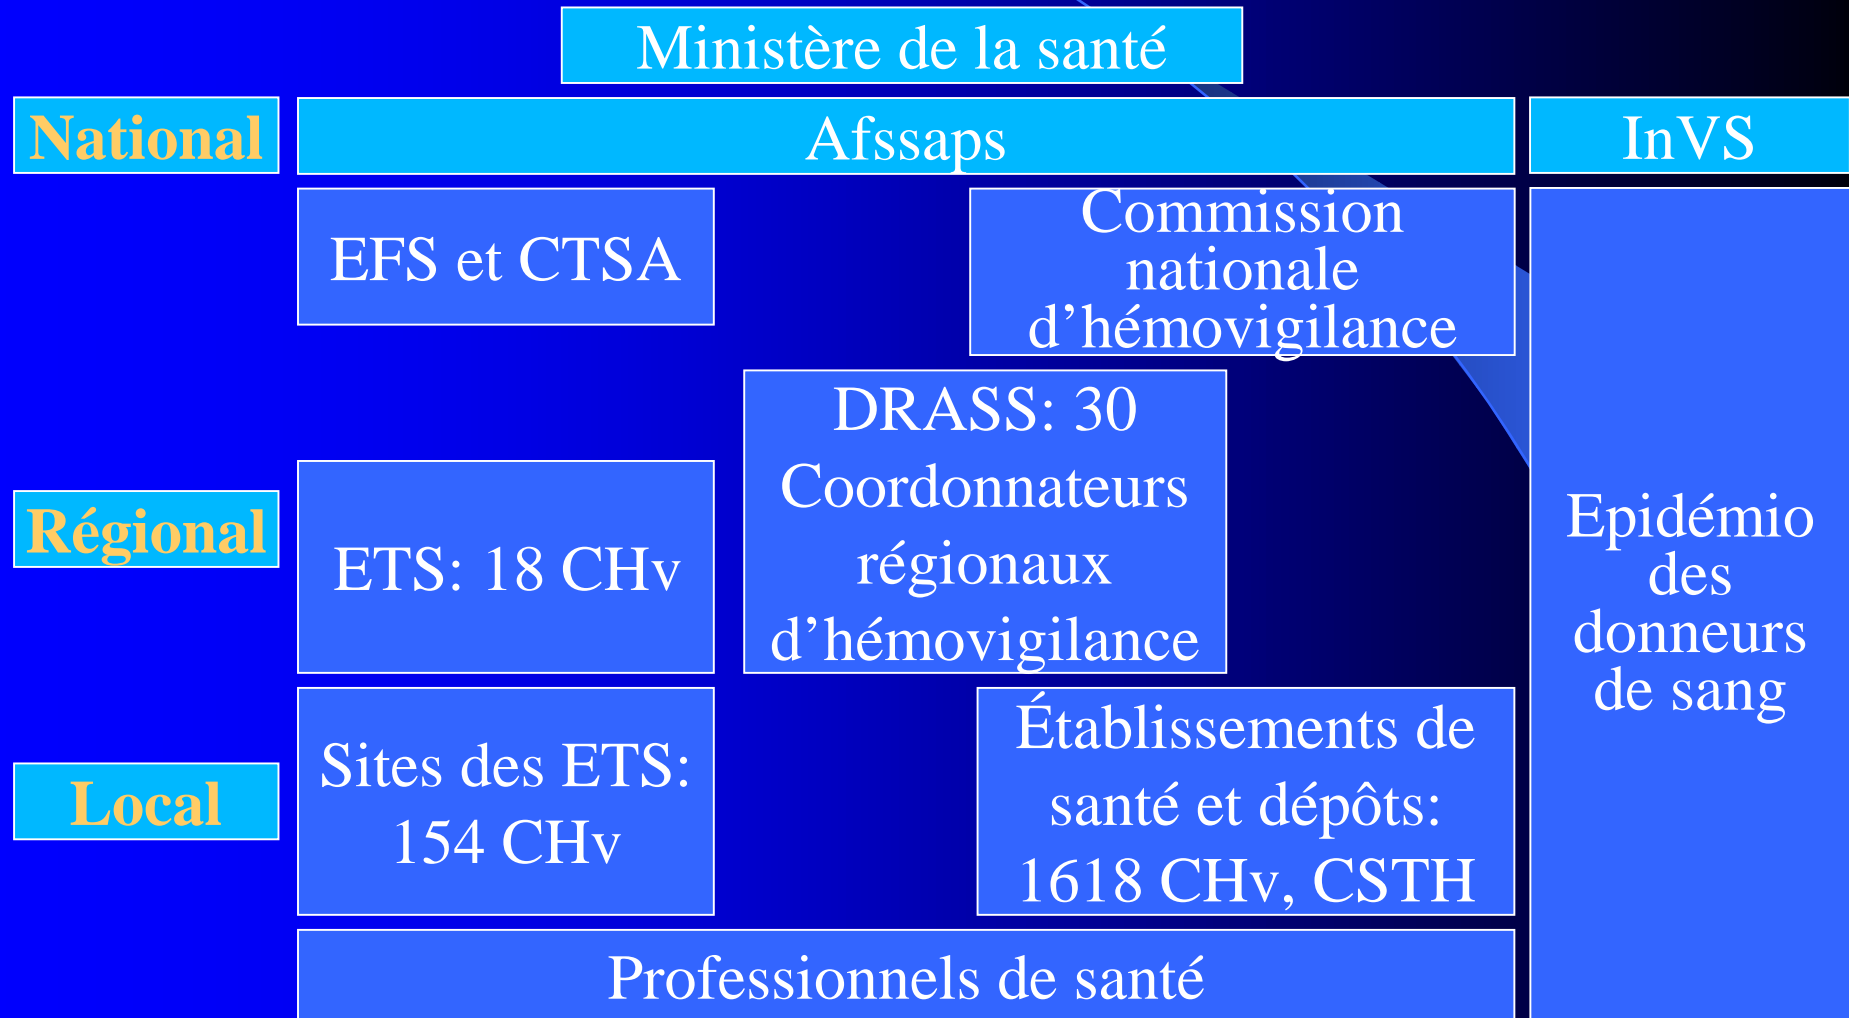 Ministère de la santé
National
Afssaps
InVS
EFS et CTSA
Commission
nationale
d’hémovigilance
DRASS: 30
Coordonnateurs
régionaux
d’hémovigilance
Régional
ETS: 18 CHv
Epidémio
des
donneurs
de sang
Local
Sites des ETS:
154 CHv
Établissements de
santé et dépôts:
1618 CHv, CSTH
Professionnels de santé